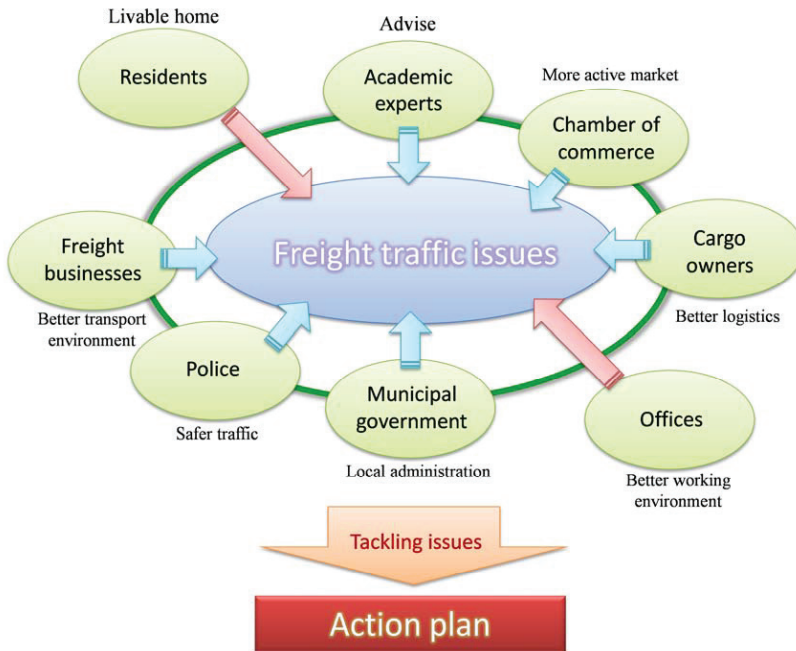 Livable home
Residents
Advise
Academic
experts
More active market
Chamber of
commerce
Freight
businesses
Better transport
environment
Freight traffic issues
Cargo
owners
Better logistics
Police
Safer traffic
Municipal
government
Local administration
Offices
Better working
environment
Tackling issues
Action plan